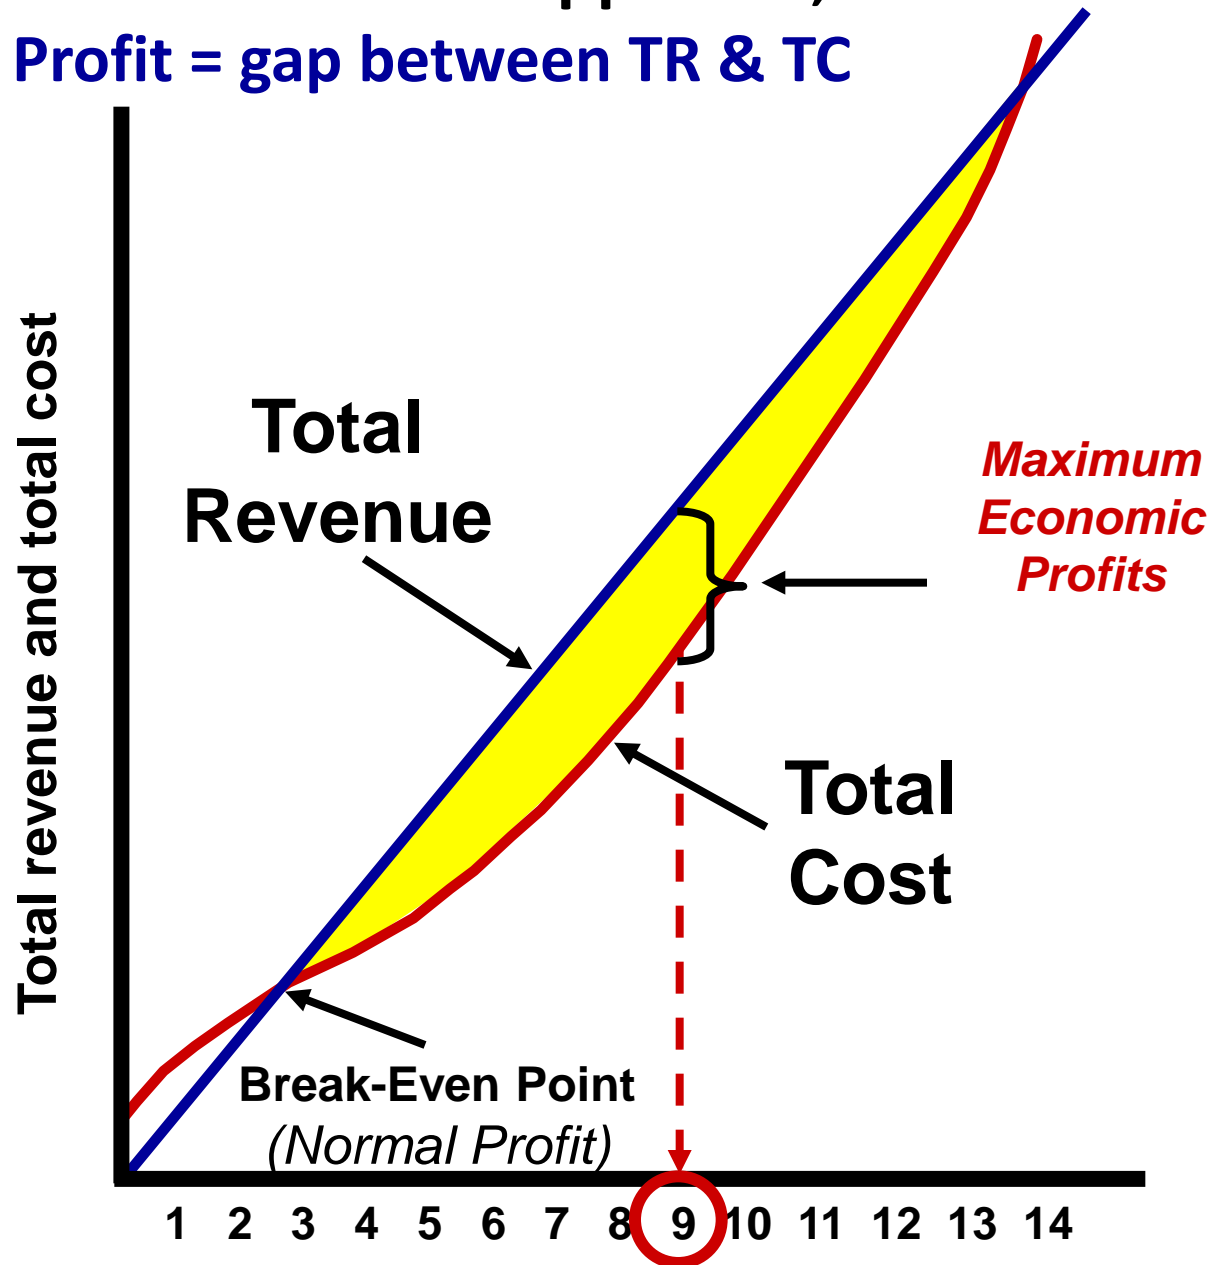 Profit = gap between TR & TC
Total revenue and total cost
Total
Revenue
Maximum
Economic
Profits
Total
Cost
Break-Even Point
(Normal Profit)
1 2 3 4 5 6 7 8 9 10 11 12 13 14